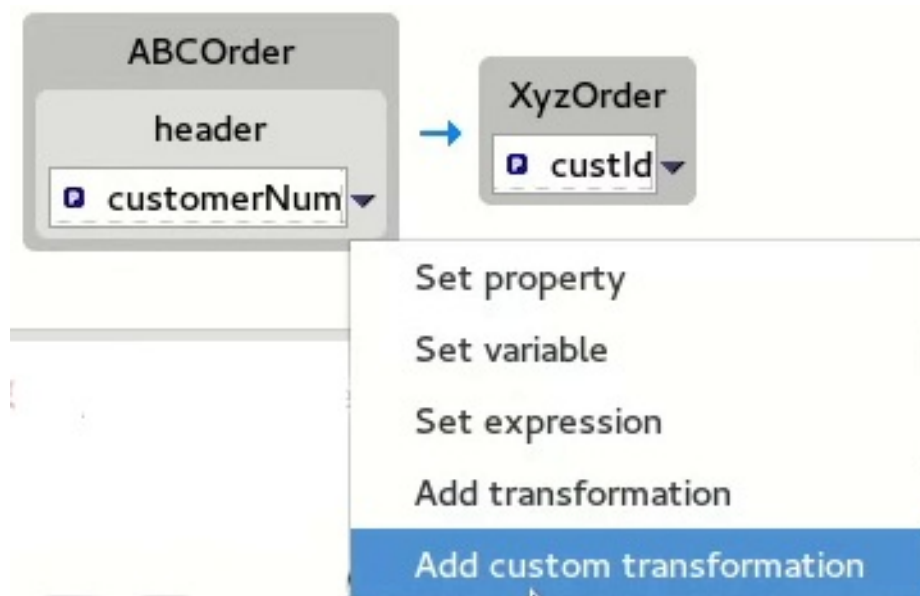 ABCOrder
header
customerNum
XyzOrder
custId
Set property
Set variable
Set expression
Add transformation
Add custom transformation